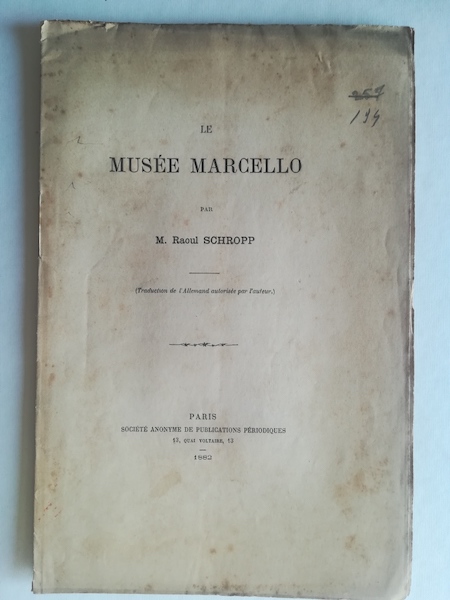 194
LE
MUSÉE MARCELLO
PAR
M. Raoul SCHROPP
(Traduction de l'Allemand autorisée par l'auteur.)
PARIS
SOCIÉTÉ ANONYME DE PUBLICATIONS PÉRIODIQUES
13, QUAI VOLTAIRE, 13
1882